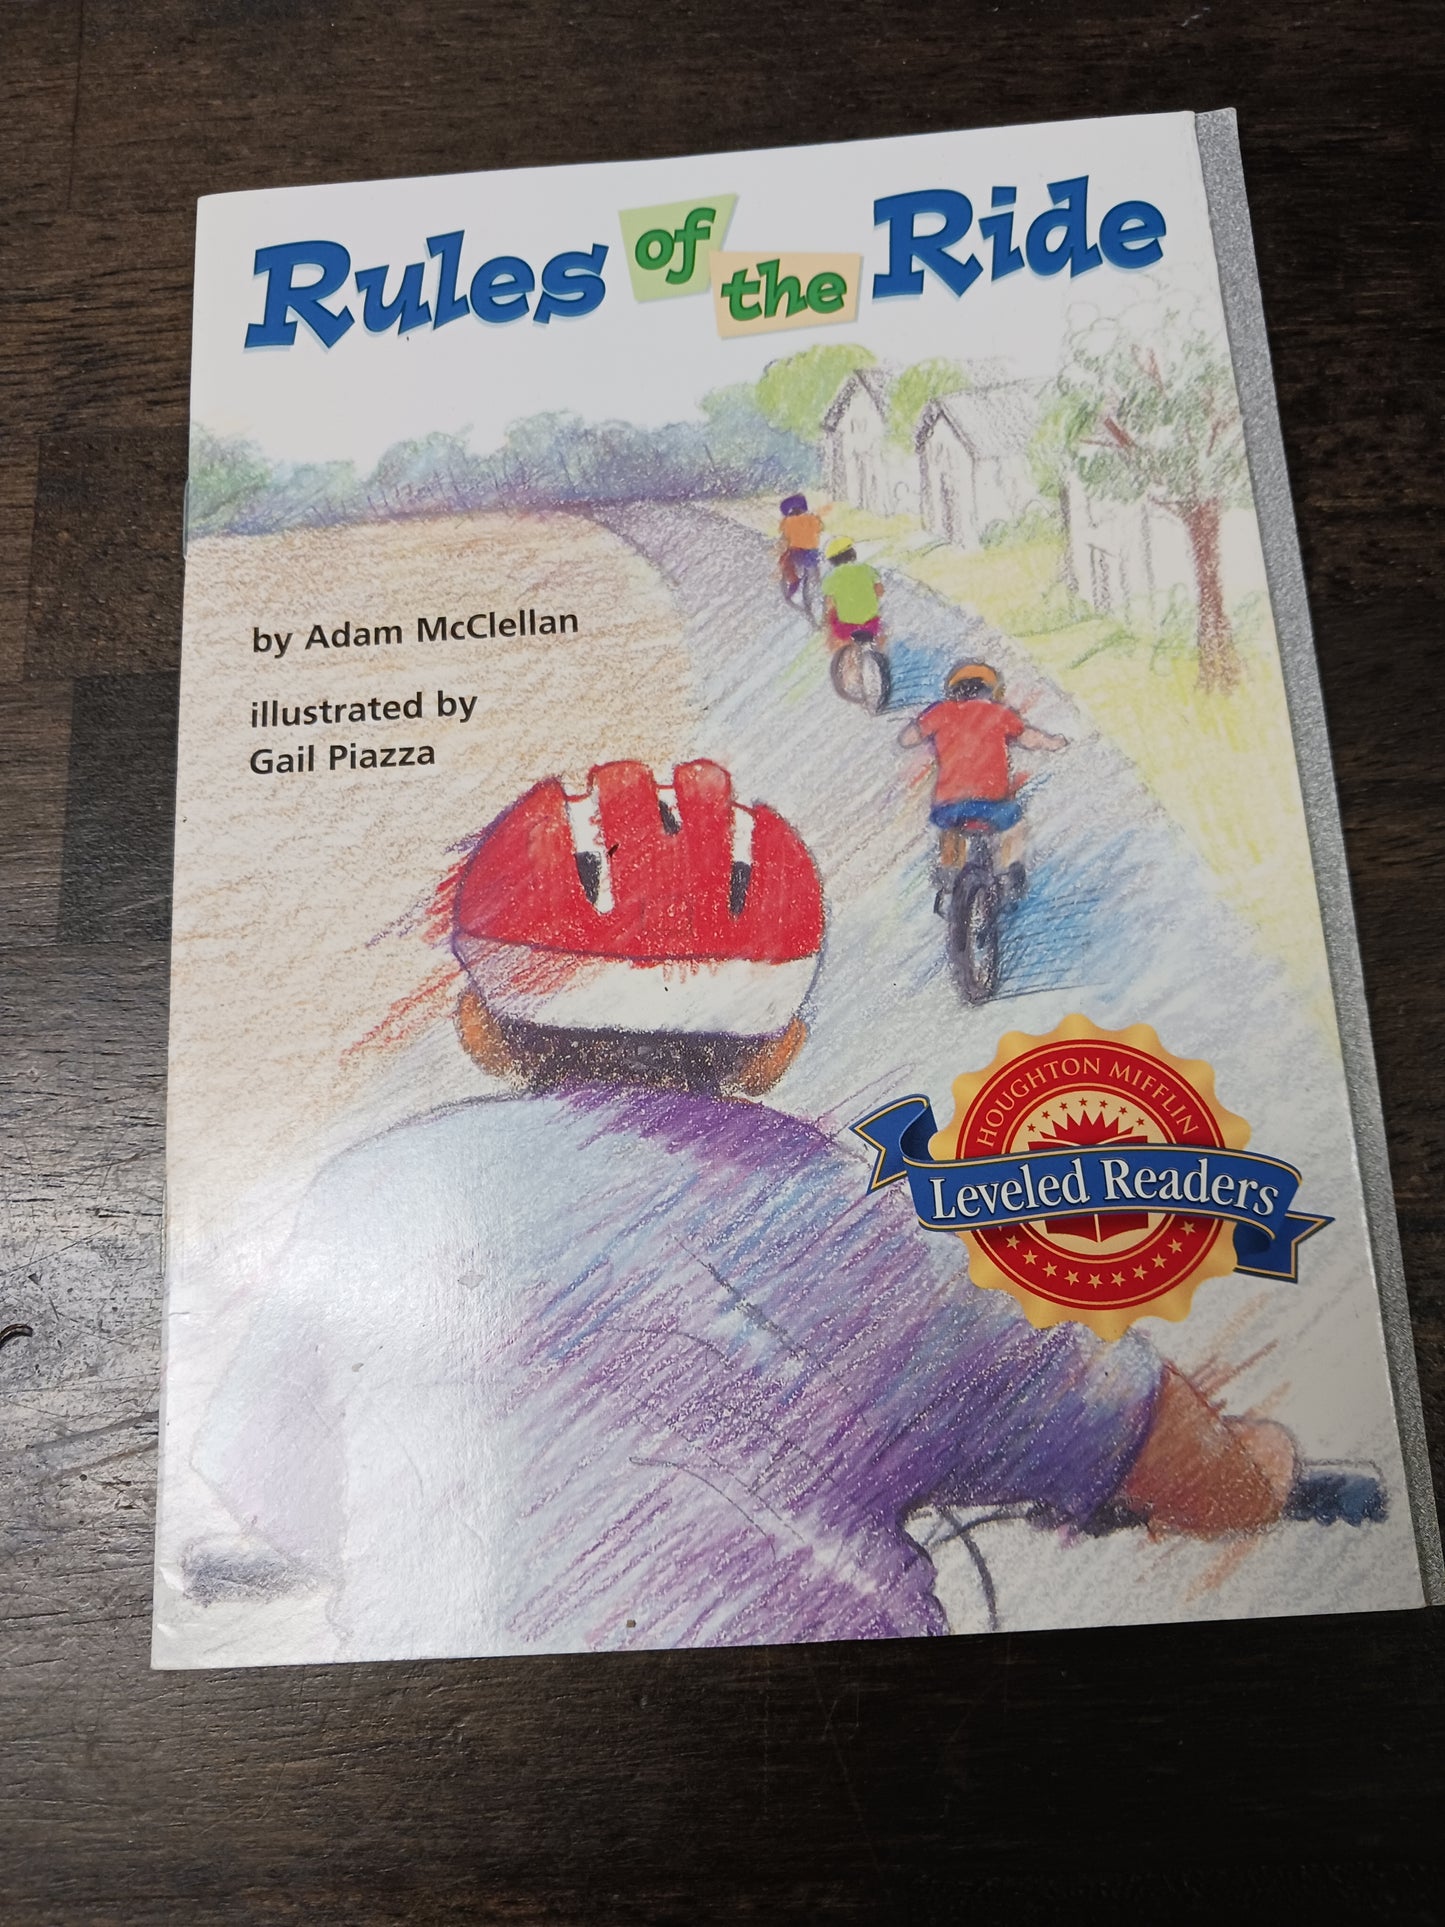 Rules of the Ride
by Adam McClellan
illustrated by
Gail Piazza
HOUGHTON MIFFLIN
Leveled Readers